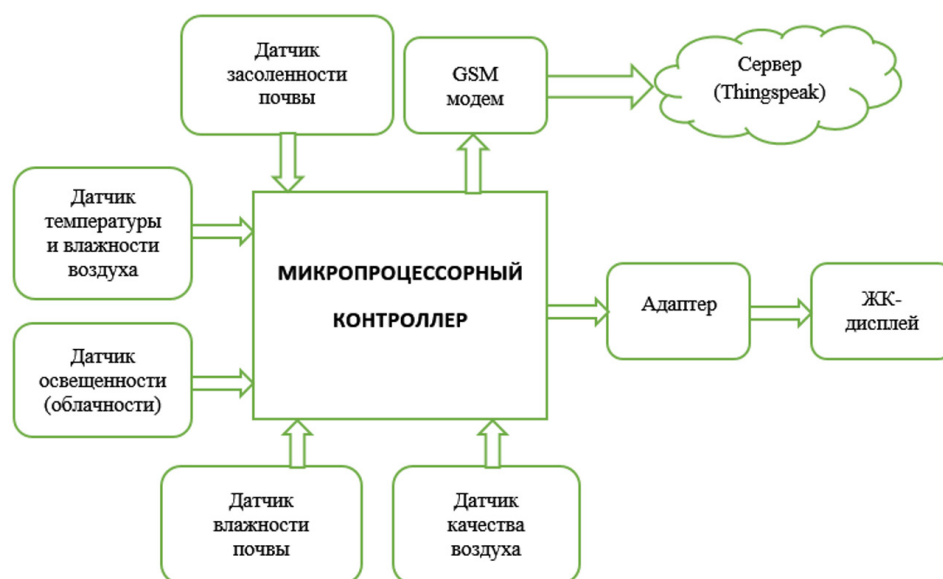 Датчик
засоленности
почвы
GSM
модем
Сервер
(Thingspeak)
Датчик
температуры
и влажности
воздуха
МИКРОПРОЦЕССОРНЫЙ
КОНТРОЛЛЕР
Адаптер
ЖК-
дисплей
Датчик
освещенности
(облачности)
Датчик
влажности
почвы
Датчик
качества
воздуха